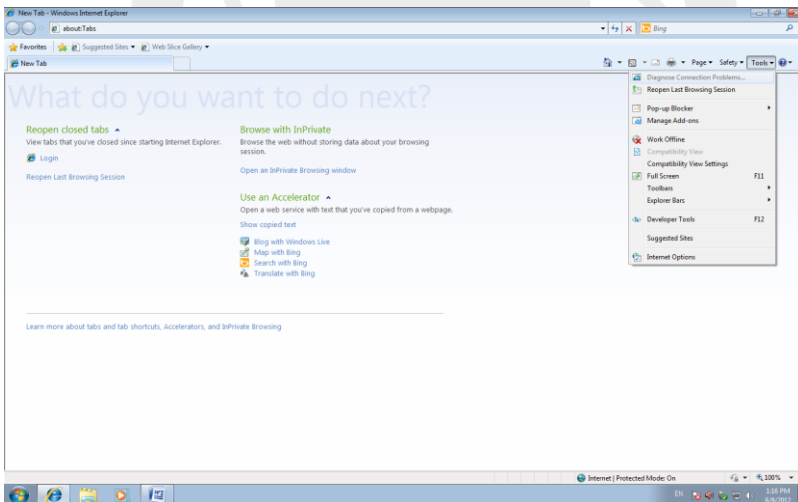 New Tab - Windows Internet Explorer
about:Tabs
Bing
Favorites Suggested Sites Web Slice Gallery
New Tab
Page Safety Tools
What do you want to do next?
Reopen closed tabs
View tabs that you've closed since starting Internet Explorer.
Login
Reopen Last Browsing Session
Browse with InPrivate
Browse the web without storing data about your browsing
session.
Open an InPrivate Browsing window
Use an Accelerator
Open a web service with text that you've copied from a webpage.
Show copied text
Blog with Windows Live
Map with Bing
Search with Bing
Translate with Bing
Learn more about tabs and tab shortcuts, Accelerators, and InPrivate Browsing
Diagnose Connection Problems...
Reopen Last Browsing Session
Pop-up Blocker
Manage Add-ons
Work Offline
Compatibility View
Compatibility View Settings
Full Screen F11
Toolbars
Explorer Bars
Developer Tools F12
Suggested Sites
Internet Options
Internet | Protected Mode: On
100%
EN
1:16 PM
6/9/2012